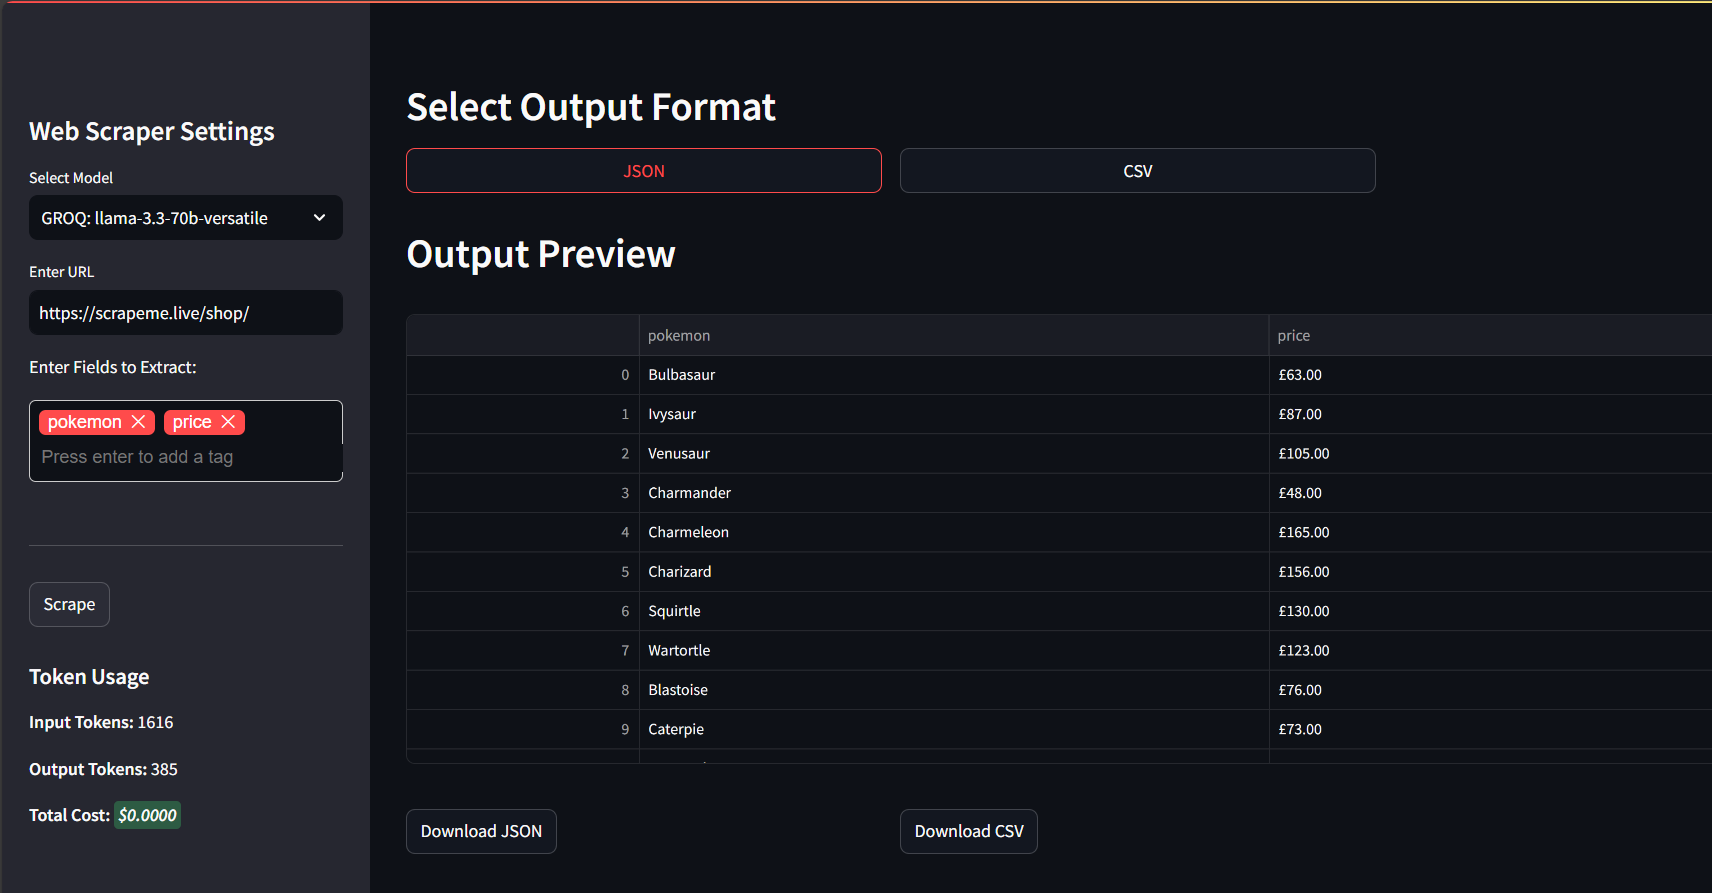 Web Scraper Settings
Select Model
GROQ: llama-3.3-70b-versatile
Enter URL
https://scrapeme.live/shop/
Enter Fields to Extract:
pokemon price
Press enter to add a tag
Scrape
Token Usage
Input Tokens: 1616
Output Tokens: 385
Total Cost: $0.0000
Select Output Format
JSON CSV
Output Preview
pokemon price
0 Bulbasaur £63.00
1 Ivysaur £87.00
2 Venusaur £105.00
3 Charmander £48.00
4 Charmeleon £165.00
5 Charizard £156.00
6 Squirtle £130.00
7 Wartortle £123.00
8 Blastoise £76.00
9 Caterpie £73.00
Download JSON Download CSV